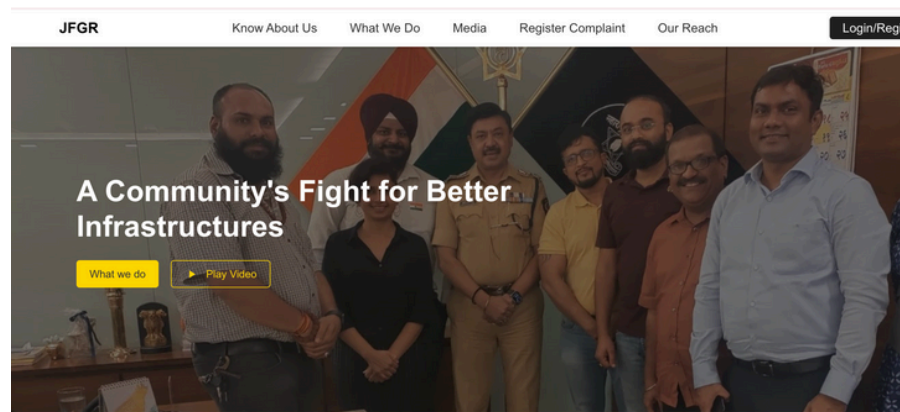 JFGR
Know About Us
What We Do
Media
Register Complaint
Our Reach
Login/Reg
A Community's Fight for Better
Infrastructures
What we do
Play Video